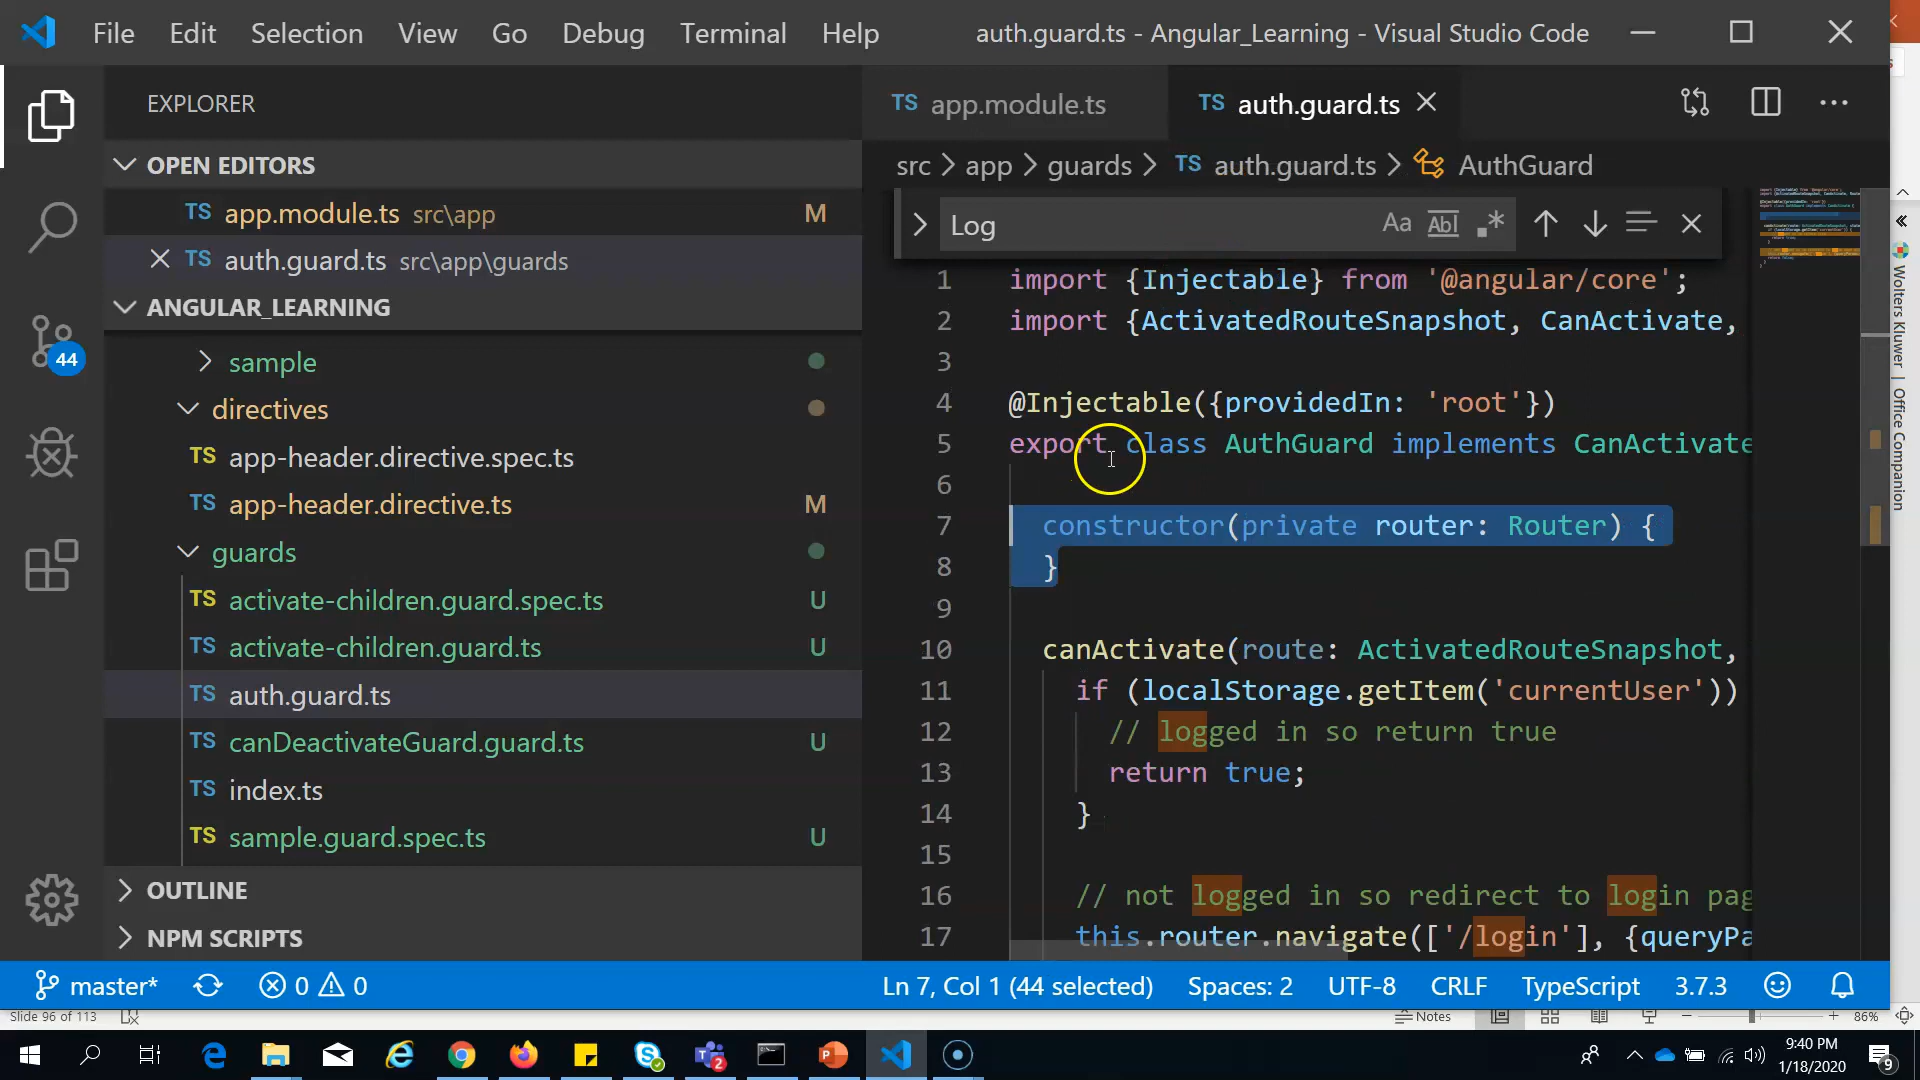 File Edit Selection View Go Debug Terminal Help auth.guard.ts - Angular_Learning - Visual Studio Code
EXPLORER
OPEN EDITORS
TS app.module.ts src\app M
TS auth.guard.ts src\app\guards
ANGULAR_LEARNING
sample
directives
TS app-header.directive.spec.ts
TS app-header.directive.ts M
guards
TS activate-children.guard.spec.ts U
TS activate-children.guard.ts U
TS auth.guard.ts
TS canDeactivateGuard.guard.ts U
TS index.ts
TS sample.guard.spec.ts U
OUTLINE
NPM SCRIPTS
44
TS app.module.ts TS auth.guard.ts
src > app > guards > TS auth.guard.ts > AuthGuard
Log Aa Abl .*
1 import {Injectable} from '@angular/core';
2 import {ActivatedRouteSnapshot, CanActivate,
3
4 @Injectable({providedIn: 'root'})
5 export class AuthGuard implements CanActivate
6
7 constructor(private router: Router) {
8 }
9
10 canActivate(route: ActivatedRouteSnapshot,
11 if (localStorage.getItem('currentUser'))
12 // logged in so return true
13 return true;
14 }
15
16 // not logged in so redirect to login pag
17 this.router.navigate(['/login'], {queryPa
Wolters Kluwer | Office Companion
master* 0 0 Ln 7, Col 1 (44 selected) Spaces: 2 UTF-8 CRLF TypeScript 3.7.3
Slide 96 of 113 Notes 86%
2 9:40 PM
1/18/2020 9